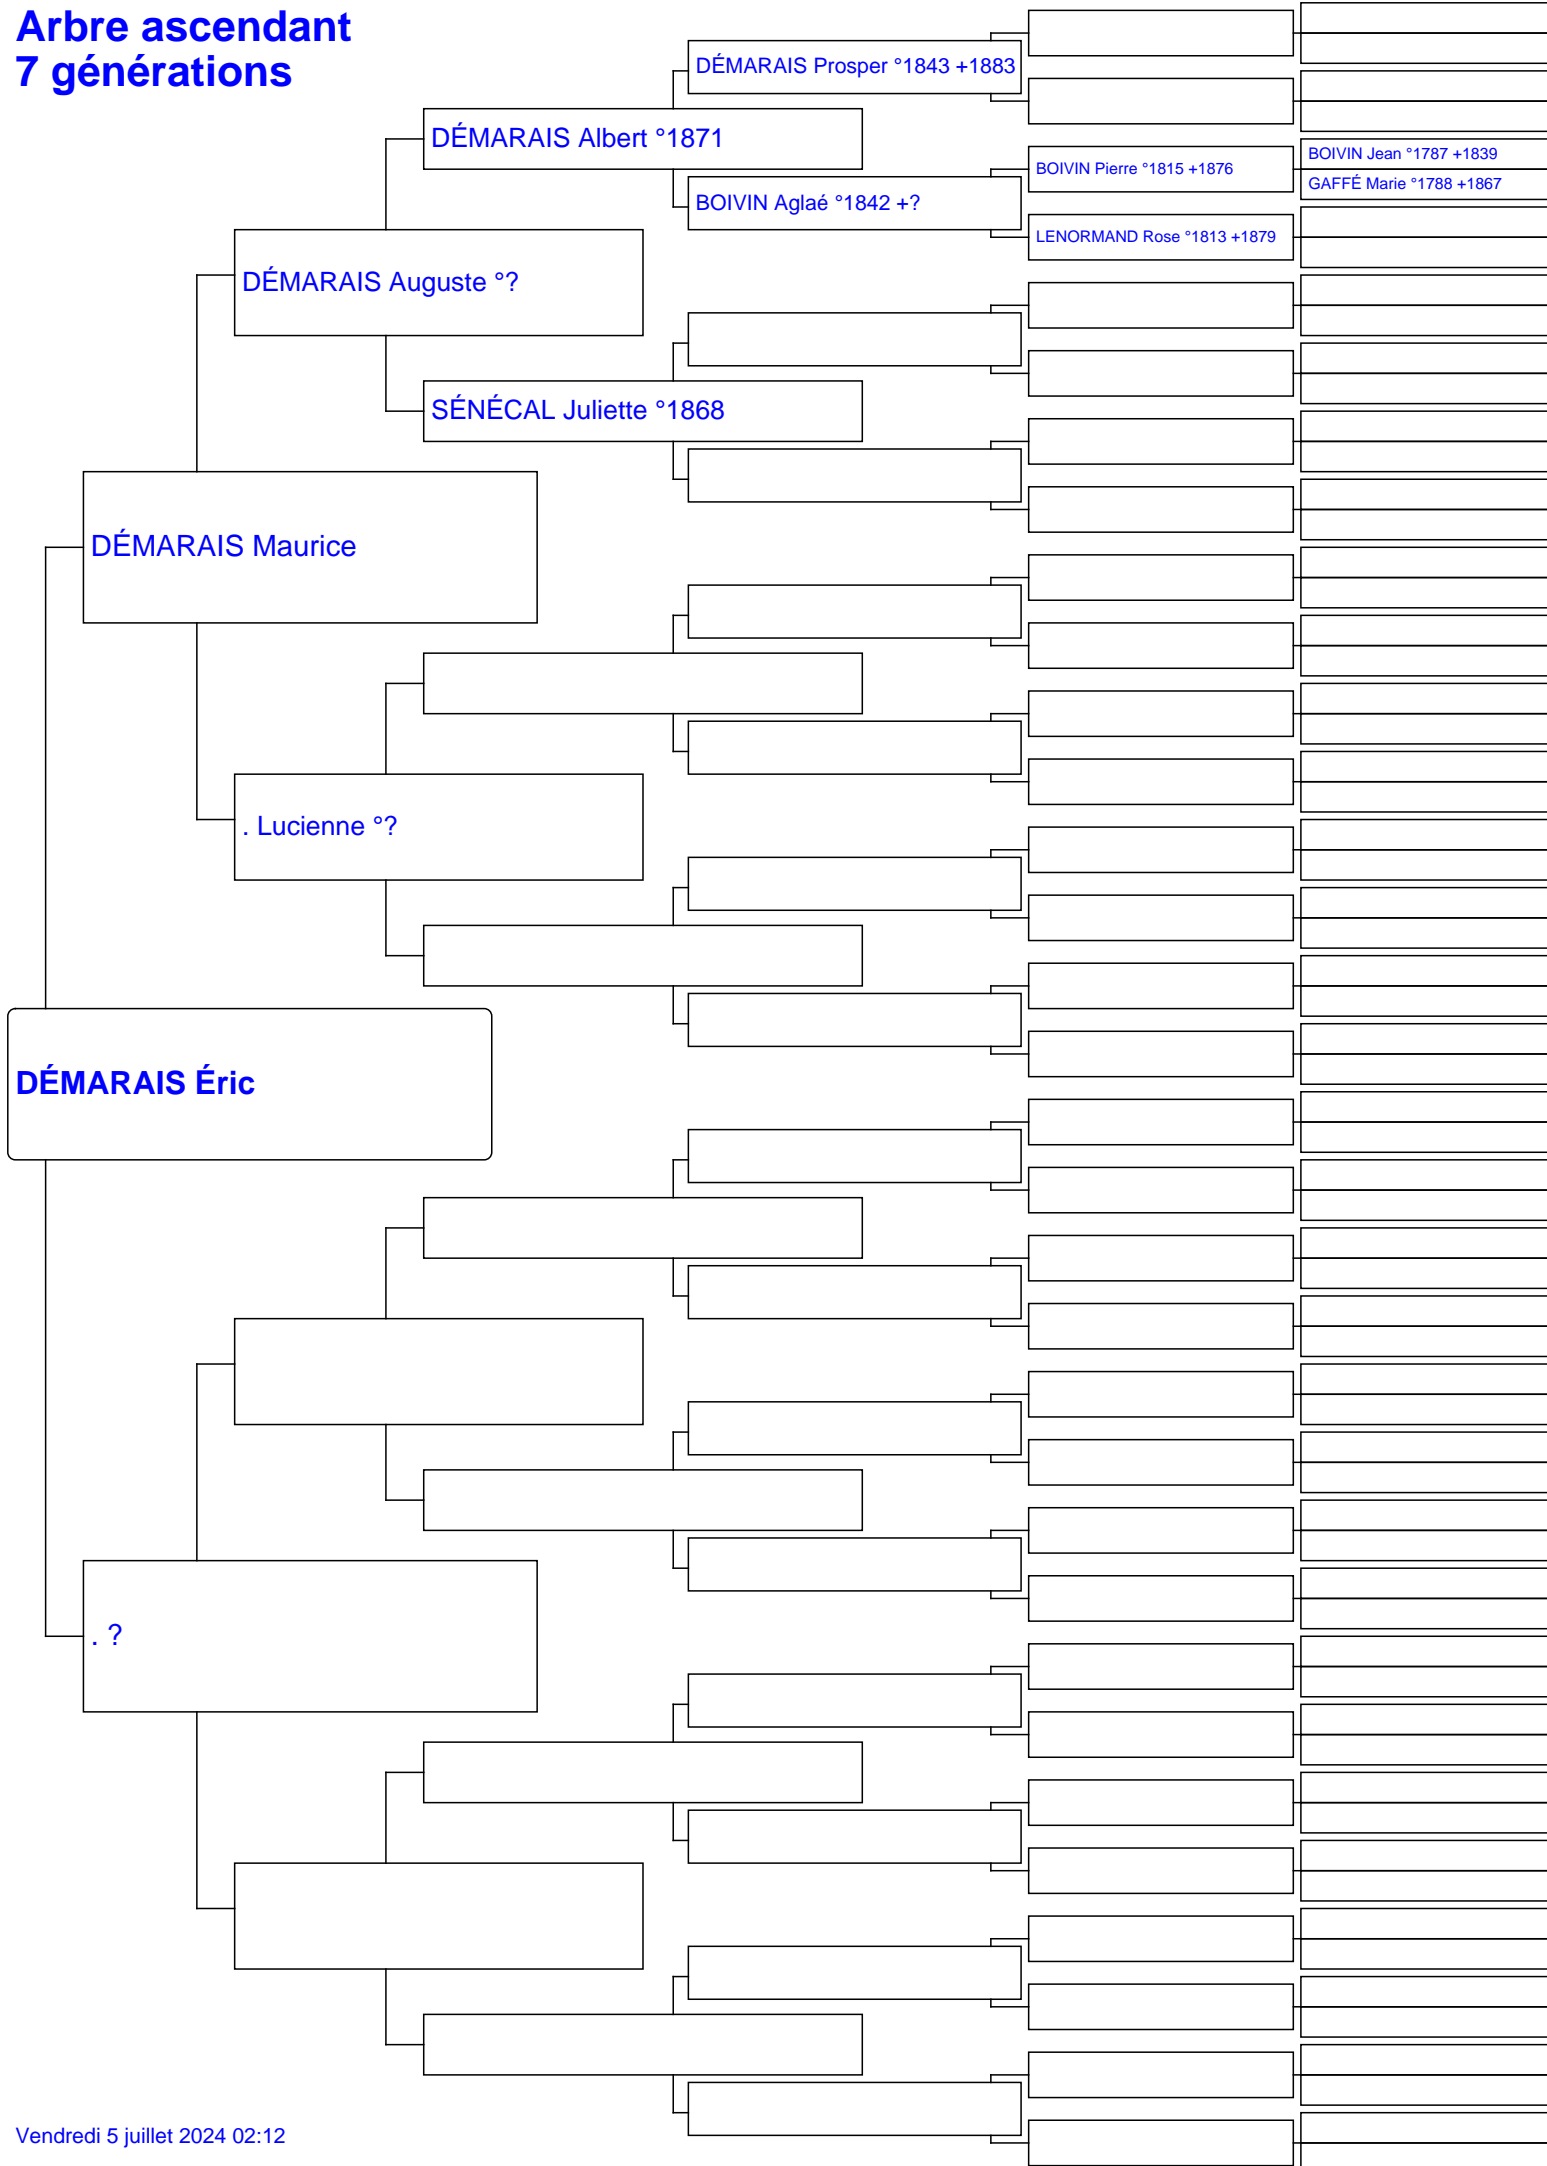 Arbre ascendant
7 générations
DÉMARAIS Prosper °1843 +1883
DÉMARAIS Albert °1871
BOIVIN Jean °1787 +1839
BOIVIN Pierre °1815 +1876
GAFFÉ Marie °1788 +1867
BOIVIN Aglaé °1842 +?
LENORMAND Rose °1813 +1879
DÉMARAIS Auguste °?
SÉNÉCAL Juliette °1868
DÉMARAIS Maurice
. Lucienne °?
DÉMARAIS Éric
. ?
Vendredi 5 juillet 2024 02:12